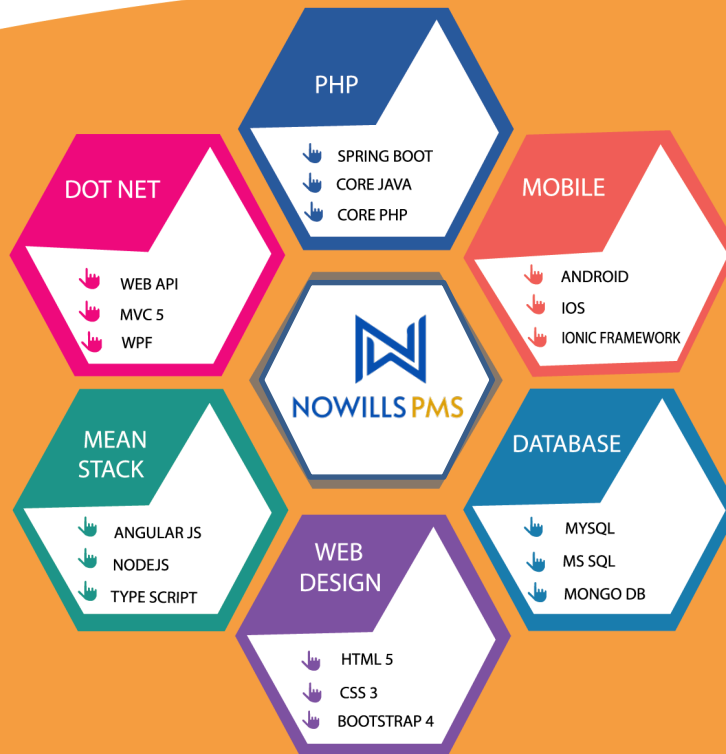 PHP
SPRING BOOT
CORE JAVA
CORE PHP
DOT NET
WEB API
MVC 5
WPF
MOBILE
ANDROID
IOS
IONIC FRAMEWORK
NOWILLS PMS
MEAN
STACK
ANGULAR JS
NODEJS
TYPE SCRIPT
DATABASE
MYSQL
MS SQL
MONGO DB
WEB
DESIGN
HTML 5
CSS 3
BOOTSTRAP 4